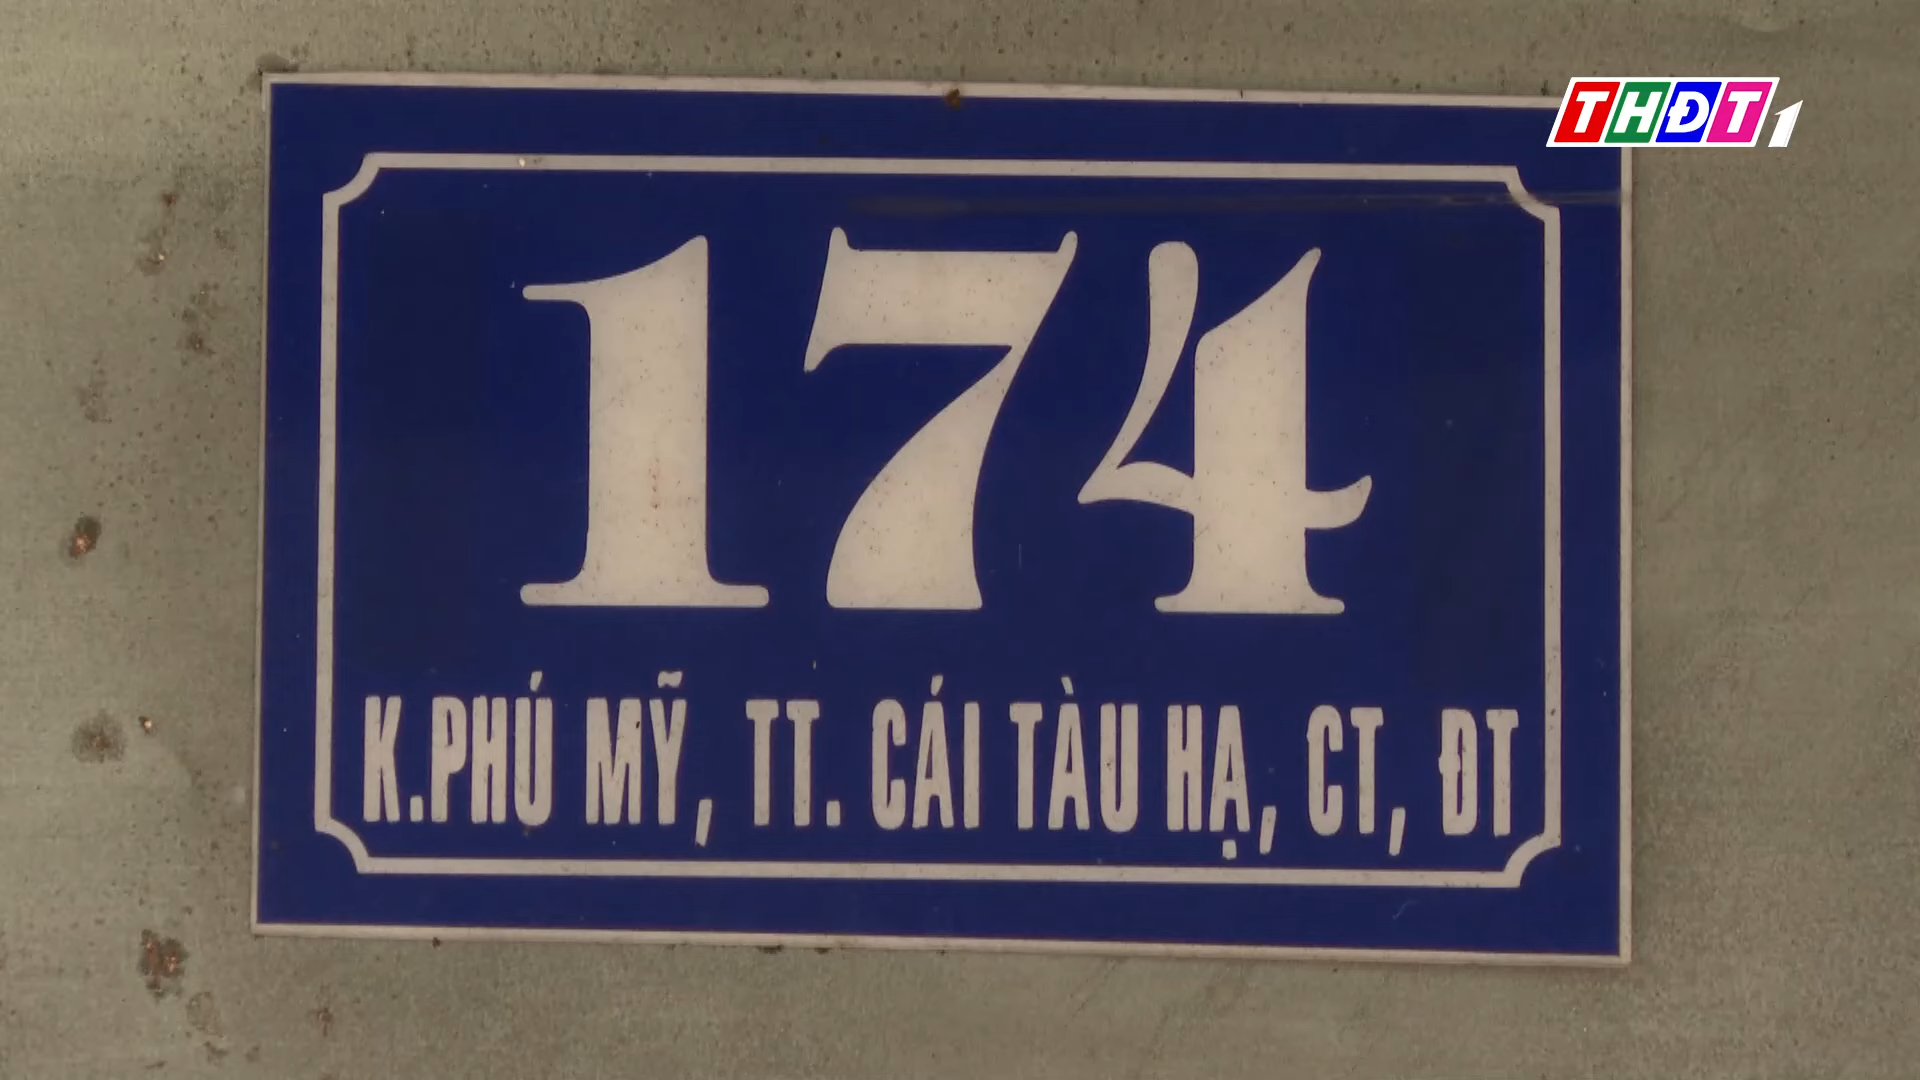 THĐT1
174
K.PHÚ MỸ, TT. CÁI TÀU HẠ, CT, ĐT